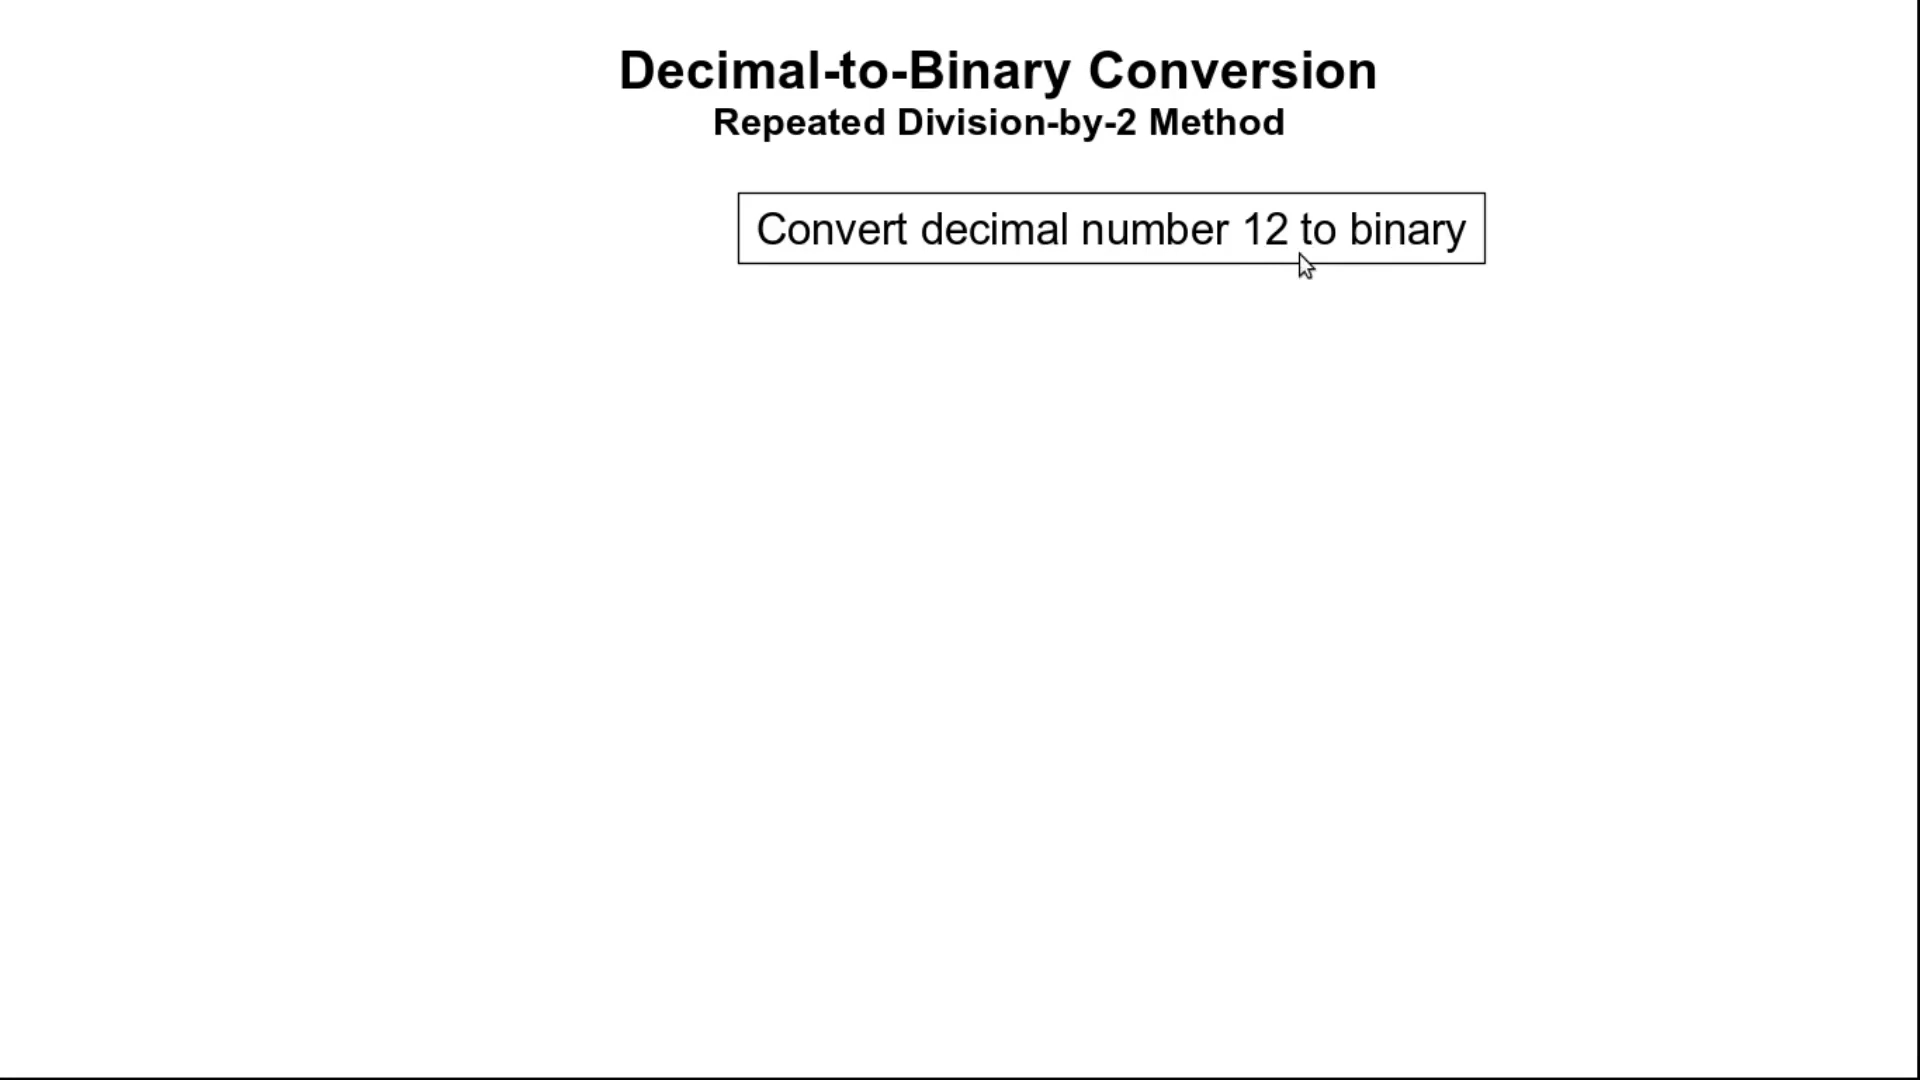 Decimal-to-Binary Conversion
Repeated Division-by-2 Method
Convert decimal number 12 to binary